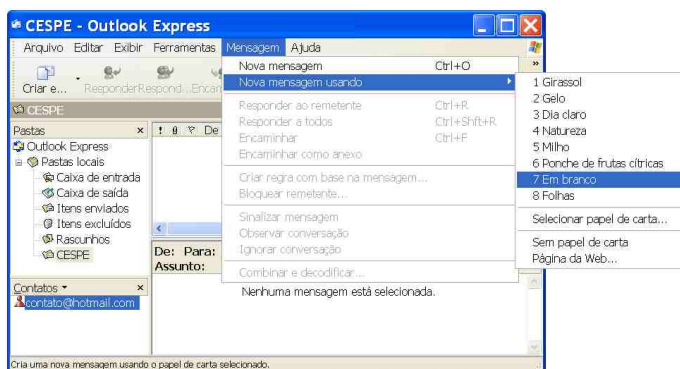 CESPE - Outlook Express
Arquivo Editar Exibir Ferramentas Mensagem Ajuda
Criar e... Responder Respond... Encam
CESPE
Pastas
Outlook Express
Pastas locais
Caixa de entrada
Caixa de saída
Itens enviados
Itens excluídos
Rascunhos
CESPE
Contatos
contato@hotmail.com
! De
De: Para:
Assunto:
Nenhuma mensagem está selecionada.
Nova mensagem Ctrl+O
Nova mensagem usando
Responder ao remetente Ctrl+R
Responder a todos Ctrl+Shft+R
Encaminhar Ctrl+F
Encaminhar como anexo
Criar regra com base na mensagem...
Bloquear remetente...
Sinalizar mensagem
Observar conversação
Ignorar conversação
Combinar e decodificar...
1 Girassol
2 Gelo
3 Dia claro
4 Natureza
5 Milho
6 Ponche de frutas cítricas
7 Em branco
8 Folhas
Selecionar papel de carta...
Sem papel de carta
Página da Web...
Cria uma nova mensagem usando o papel de carta selecionado.